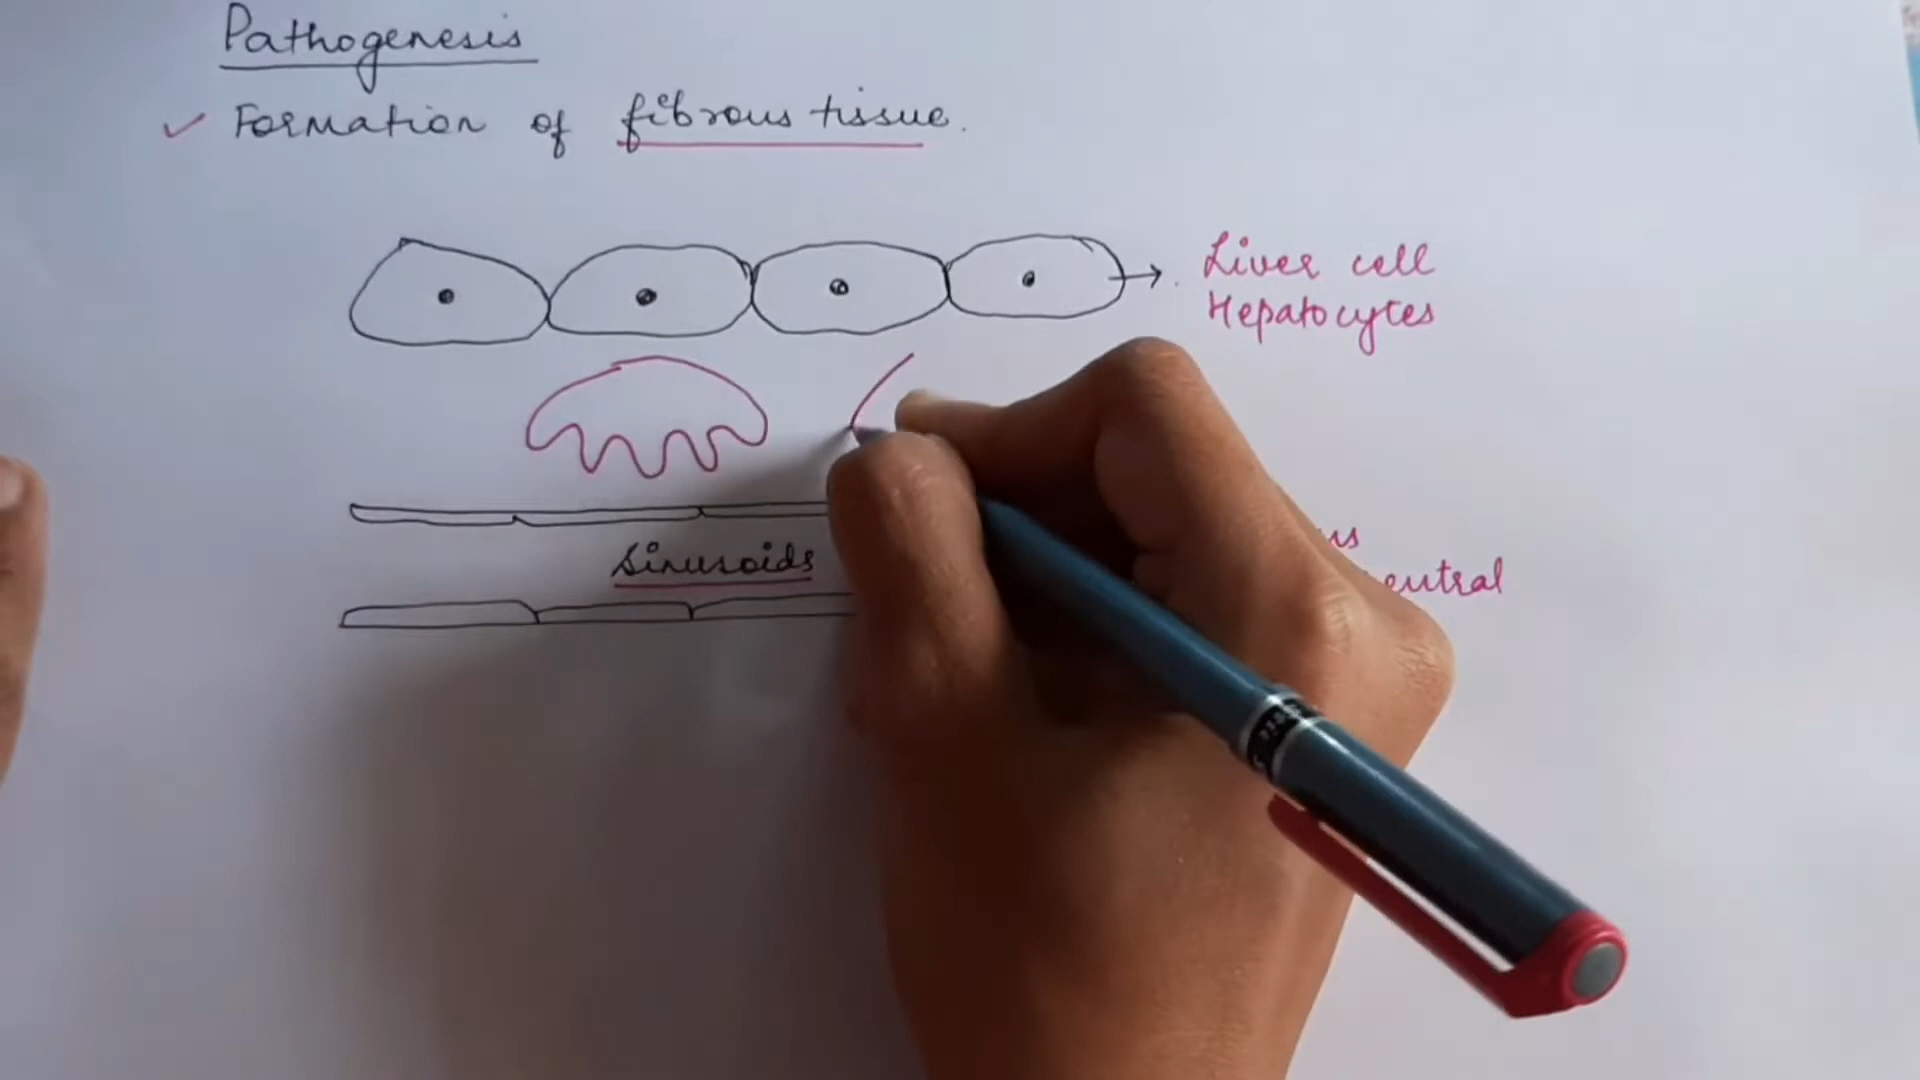 Pathogenesis
✓ Formation of fibrous tissue.
Liver cell
Hepatocytes
Sinusoids